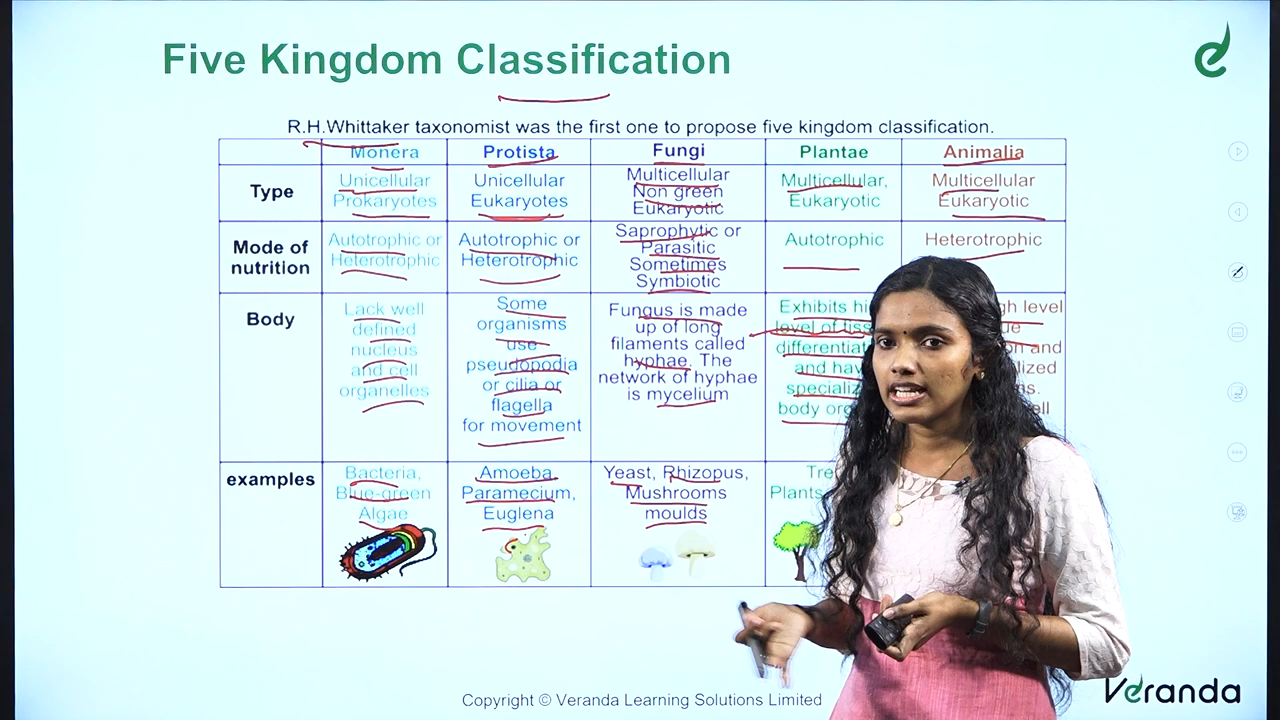 Five Kingdom Classification
R.H.Whittaker taxonomist was the first one to propose five kingdom classification.
Monera
Protista
Fungi
Plantae
Animalia
Type
Unicellular
Prokaryotes
Unicellular
Eukaryotes
Multicellular
Non green
Eukaryotic
Multicellular,
Eukaryotic
Multicellular
Eukaryotic
Mode of
nutrition
Autotrophic or
Heterotrophic
Autotrophic or
Heterotrophic
Saprophytic or
Parasitic
Sometimes
Symbiotic
Autotrophic
Heterotrophic
Body
Lack well
defined
nucleus
and cell
organelles
Some
organisms
use
pseudopodia
or cilia or
flagella
for movement
Fungus is made
up of long
filaments called
hyphae. The
network of hyphae
is mycelium
Exhibits
level of
and
body
level
and
examples
Bacteria,
Blue-green
Algae
Amoeba,
Paramecium,
Euglena
Yeast, Rhizopus,
Mushrooms
moulds
Plants
Copyright © Veranda Learning Solutions Limited
Veranda